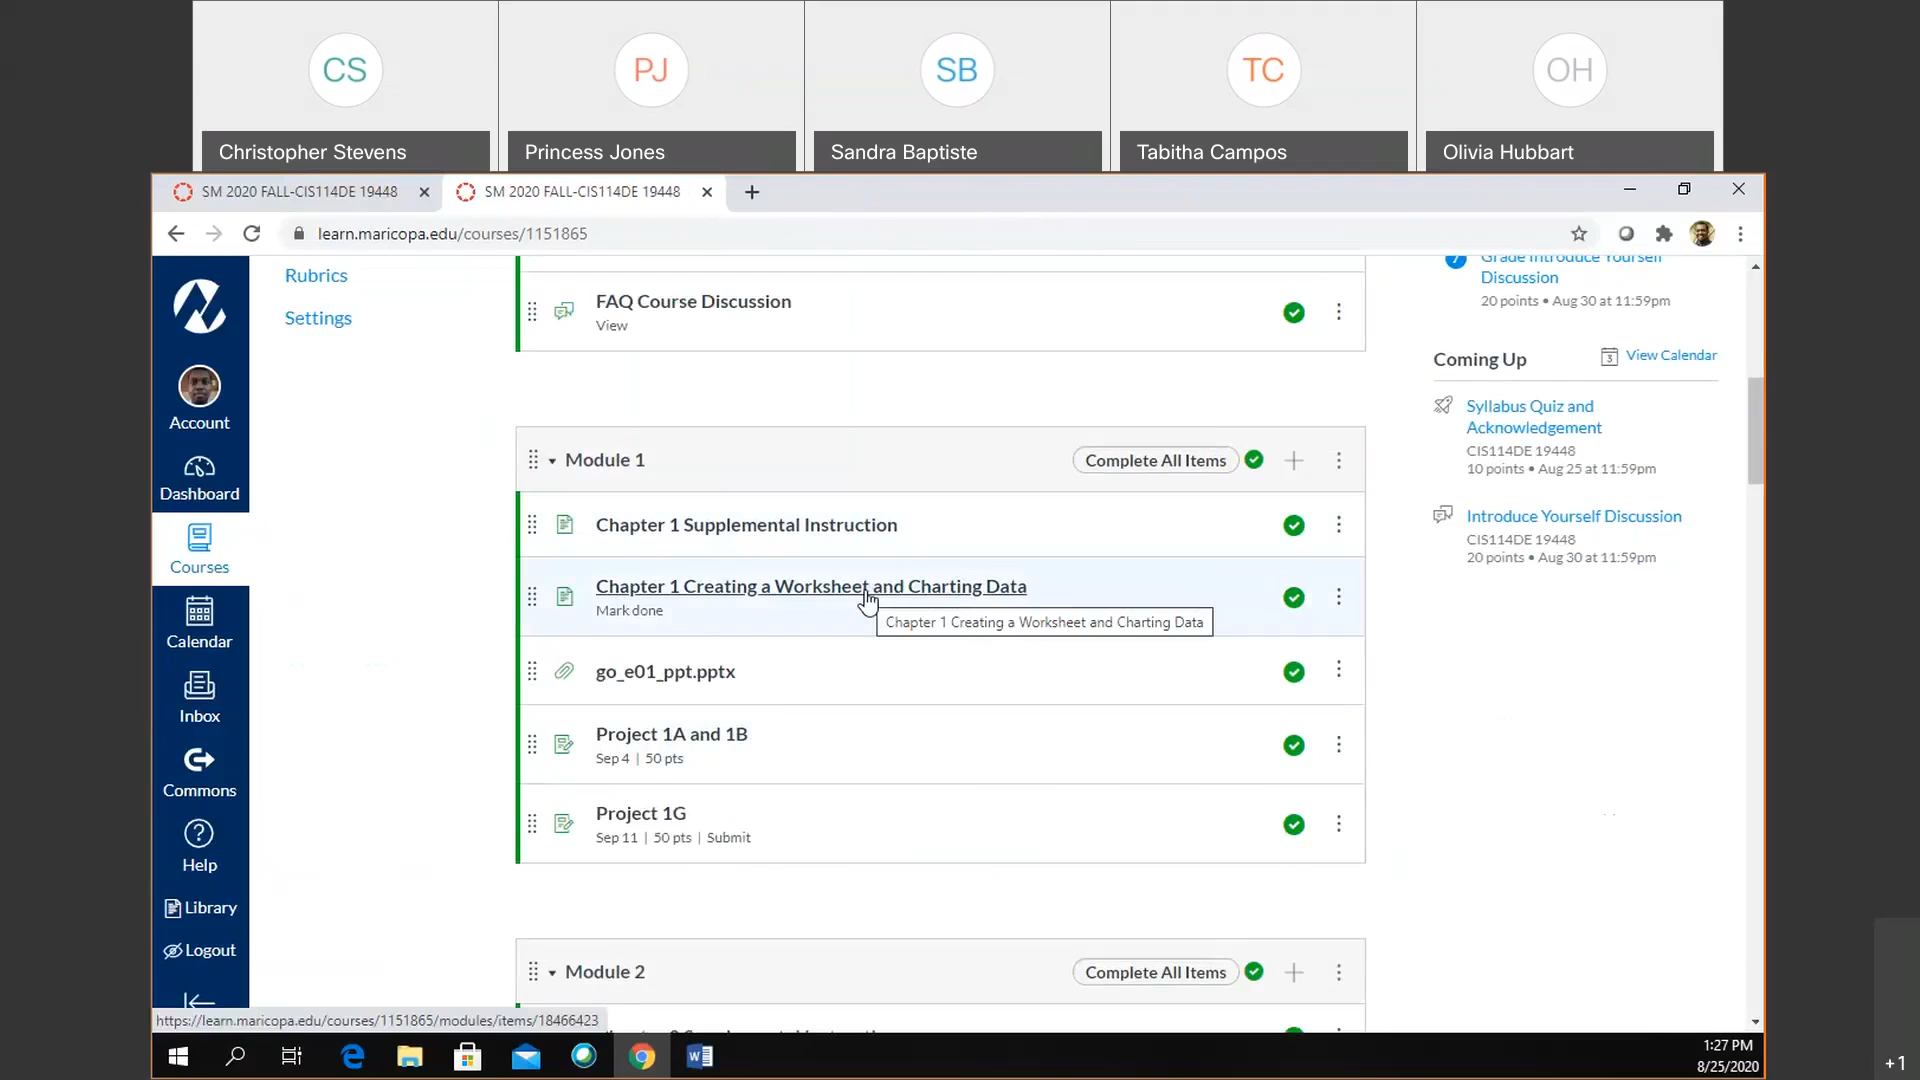 CS
PJ
SB
TC
OH
Christopher Stevens
Princess Jones
Sandra Baptiste
Tabitha Campos
Olivia Hubbart
SM 2020 FALL-CIS114DE 19448
SM 2020 FALL-CIS114DE 19448
learn.maricopa.edu/courses/1151865
Account
Dashboard
Courses
Calendar
Inbox
Commons
Help
Library
Logout
Rubrics
Settings
FAQ Course Discussion
View
Module 1
Complete All Items
Chapter 1 Supplemental Instruction
Chapter 1 Creating a Worksheet and Charting Data
Mark done
Chapter 1 Creating a Worksheet and Charting Data
go_e01_ppt.pptx
Project 1A and 1B
Sep 4 | 50 pts
Project 1G
Sep 11 | 50 pts | Submit
Module 2
Complete All Items
7
Grade Introduce Yourself
Discussion
20 points • Aug 30 at 11:59pm
Coming Up
3
View Calendar
Syllabus Quiz and
Acknowledgement
CIS114DE 19448
10 points • Aug 25 at 11:59pm
Introduce Yourself Discussion
CIS114DE 19448
20 points • Aug 30 at 11:59pm
https://learn.maricopa.edu/courses/1151865/modules/items/18466423
1:27 PM
8/25/2020
+1